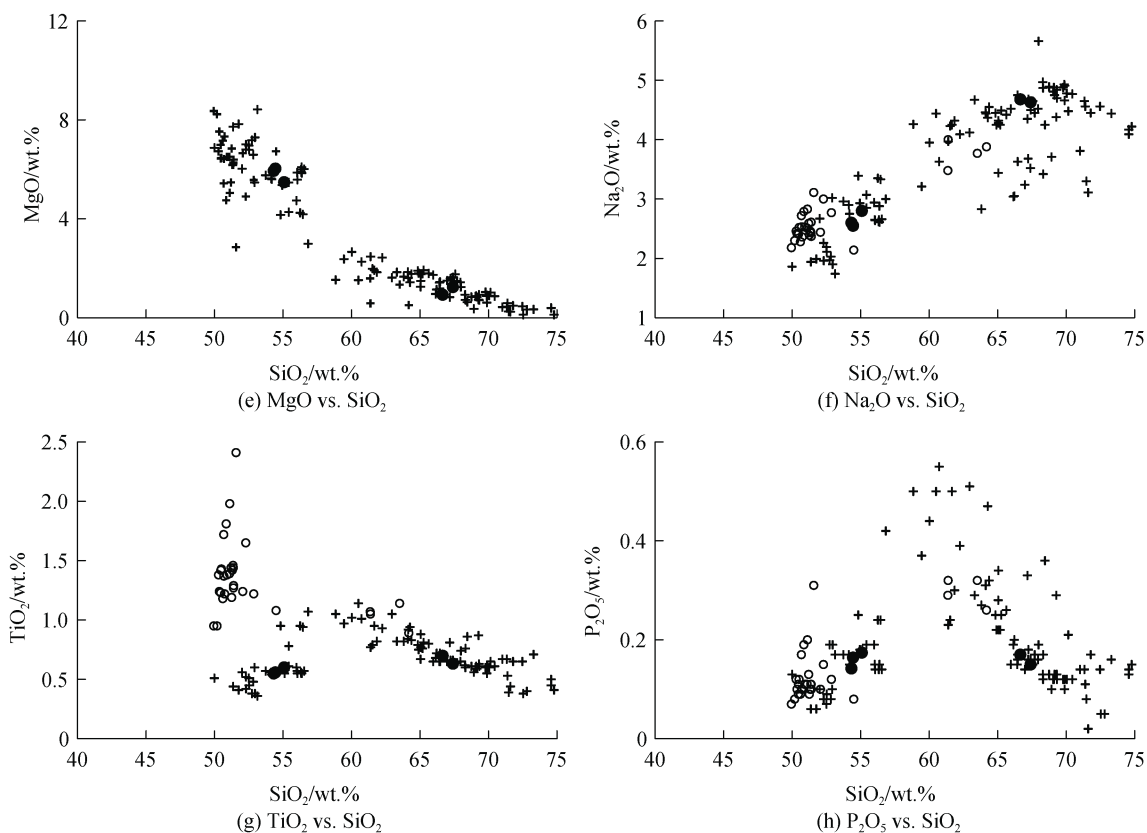 12
8
4
0
MgO/wt.%
40 45 50 55 60 65 70 75
SiO₂/wt.%
(e) MgO vs. SiO₂
6
5
4
3
2
1
Na₂O/wt.%
40 45 50 55 60 65 70 75
SiO₂/wt.%
(f) Na₂O vs. SiO₂
2.5
2.0
1.5
1.0
0.5
0
TiO₂/wt.%
40 45 50 55 60 65 70 75
SiO₂/wt.%
(g) TiO₂ vs. SiO₂
0.6
0.4
0.2
0
P₂O₅/wt.%
40 45 50 55 60 65 70 75
SiO₂/wt.%
(h) P₂O₅ vs. SiO₂